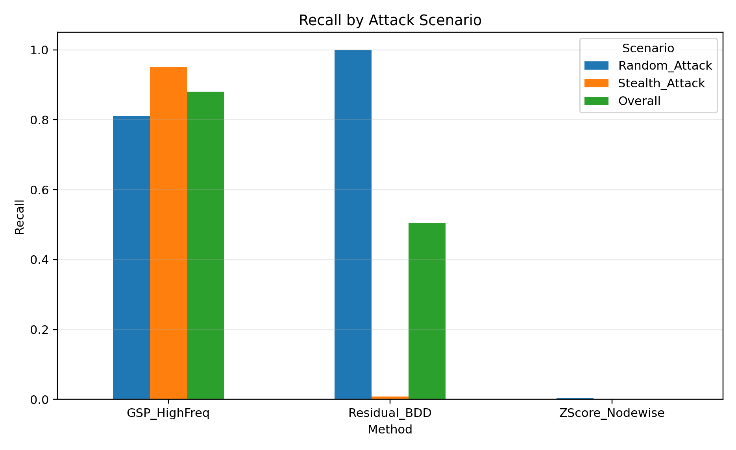 Recall by Attack Scenario
Scenario
Random_Attack
Stealth_Attack
Overall
Recall
1.0
0.8
0.6
0.4
0.2
0.0
GSP_HighFreq
Residual_BDD
ZScore_Nodewise
Method